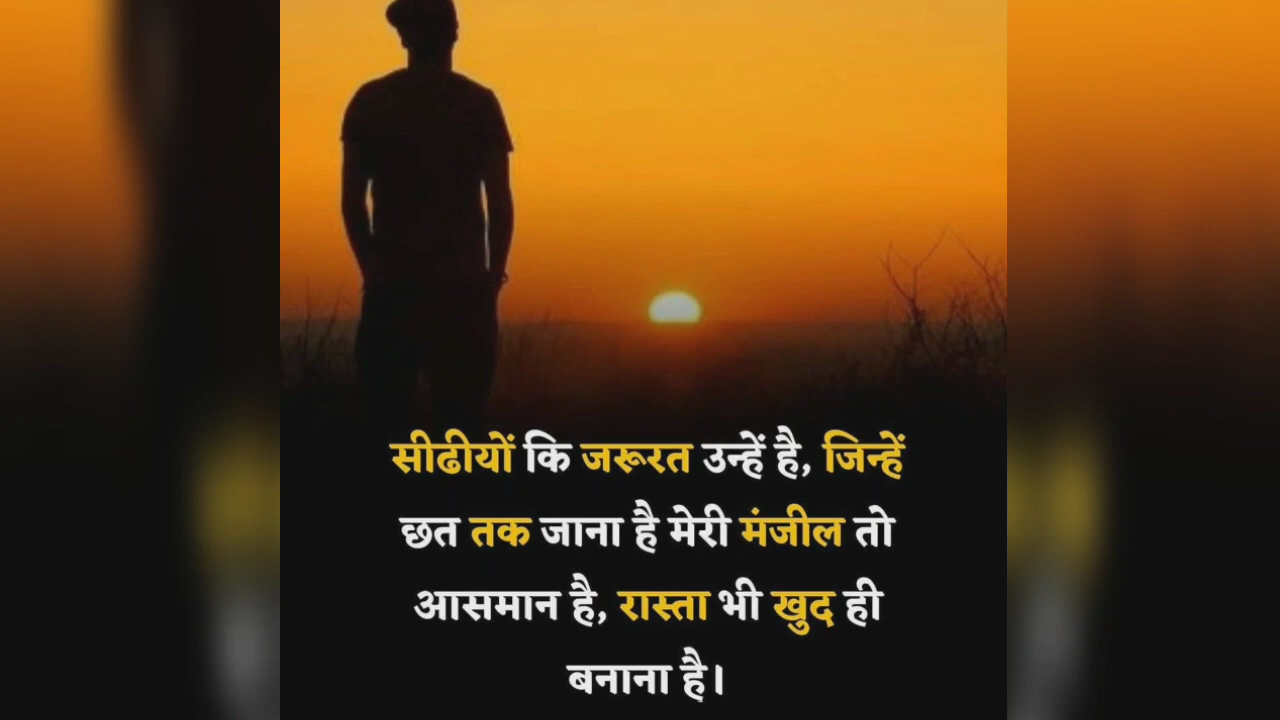 सीढीयों कि जरूरत उन्हें है, जिन्हें
छत तक जाना है मेरी मंजील तो
आसमान है, रास्ता भी खुद ही
बनाना है।